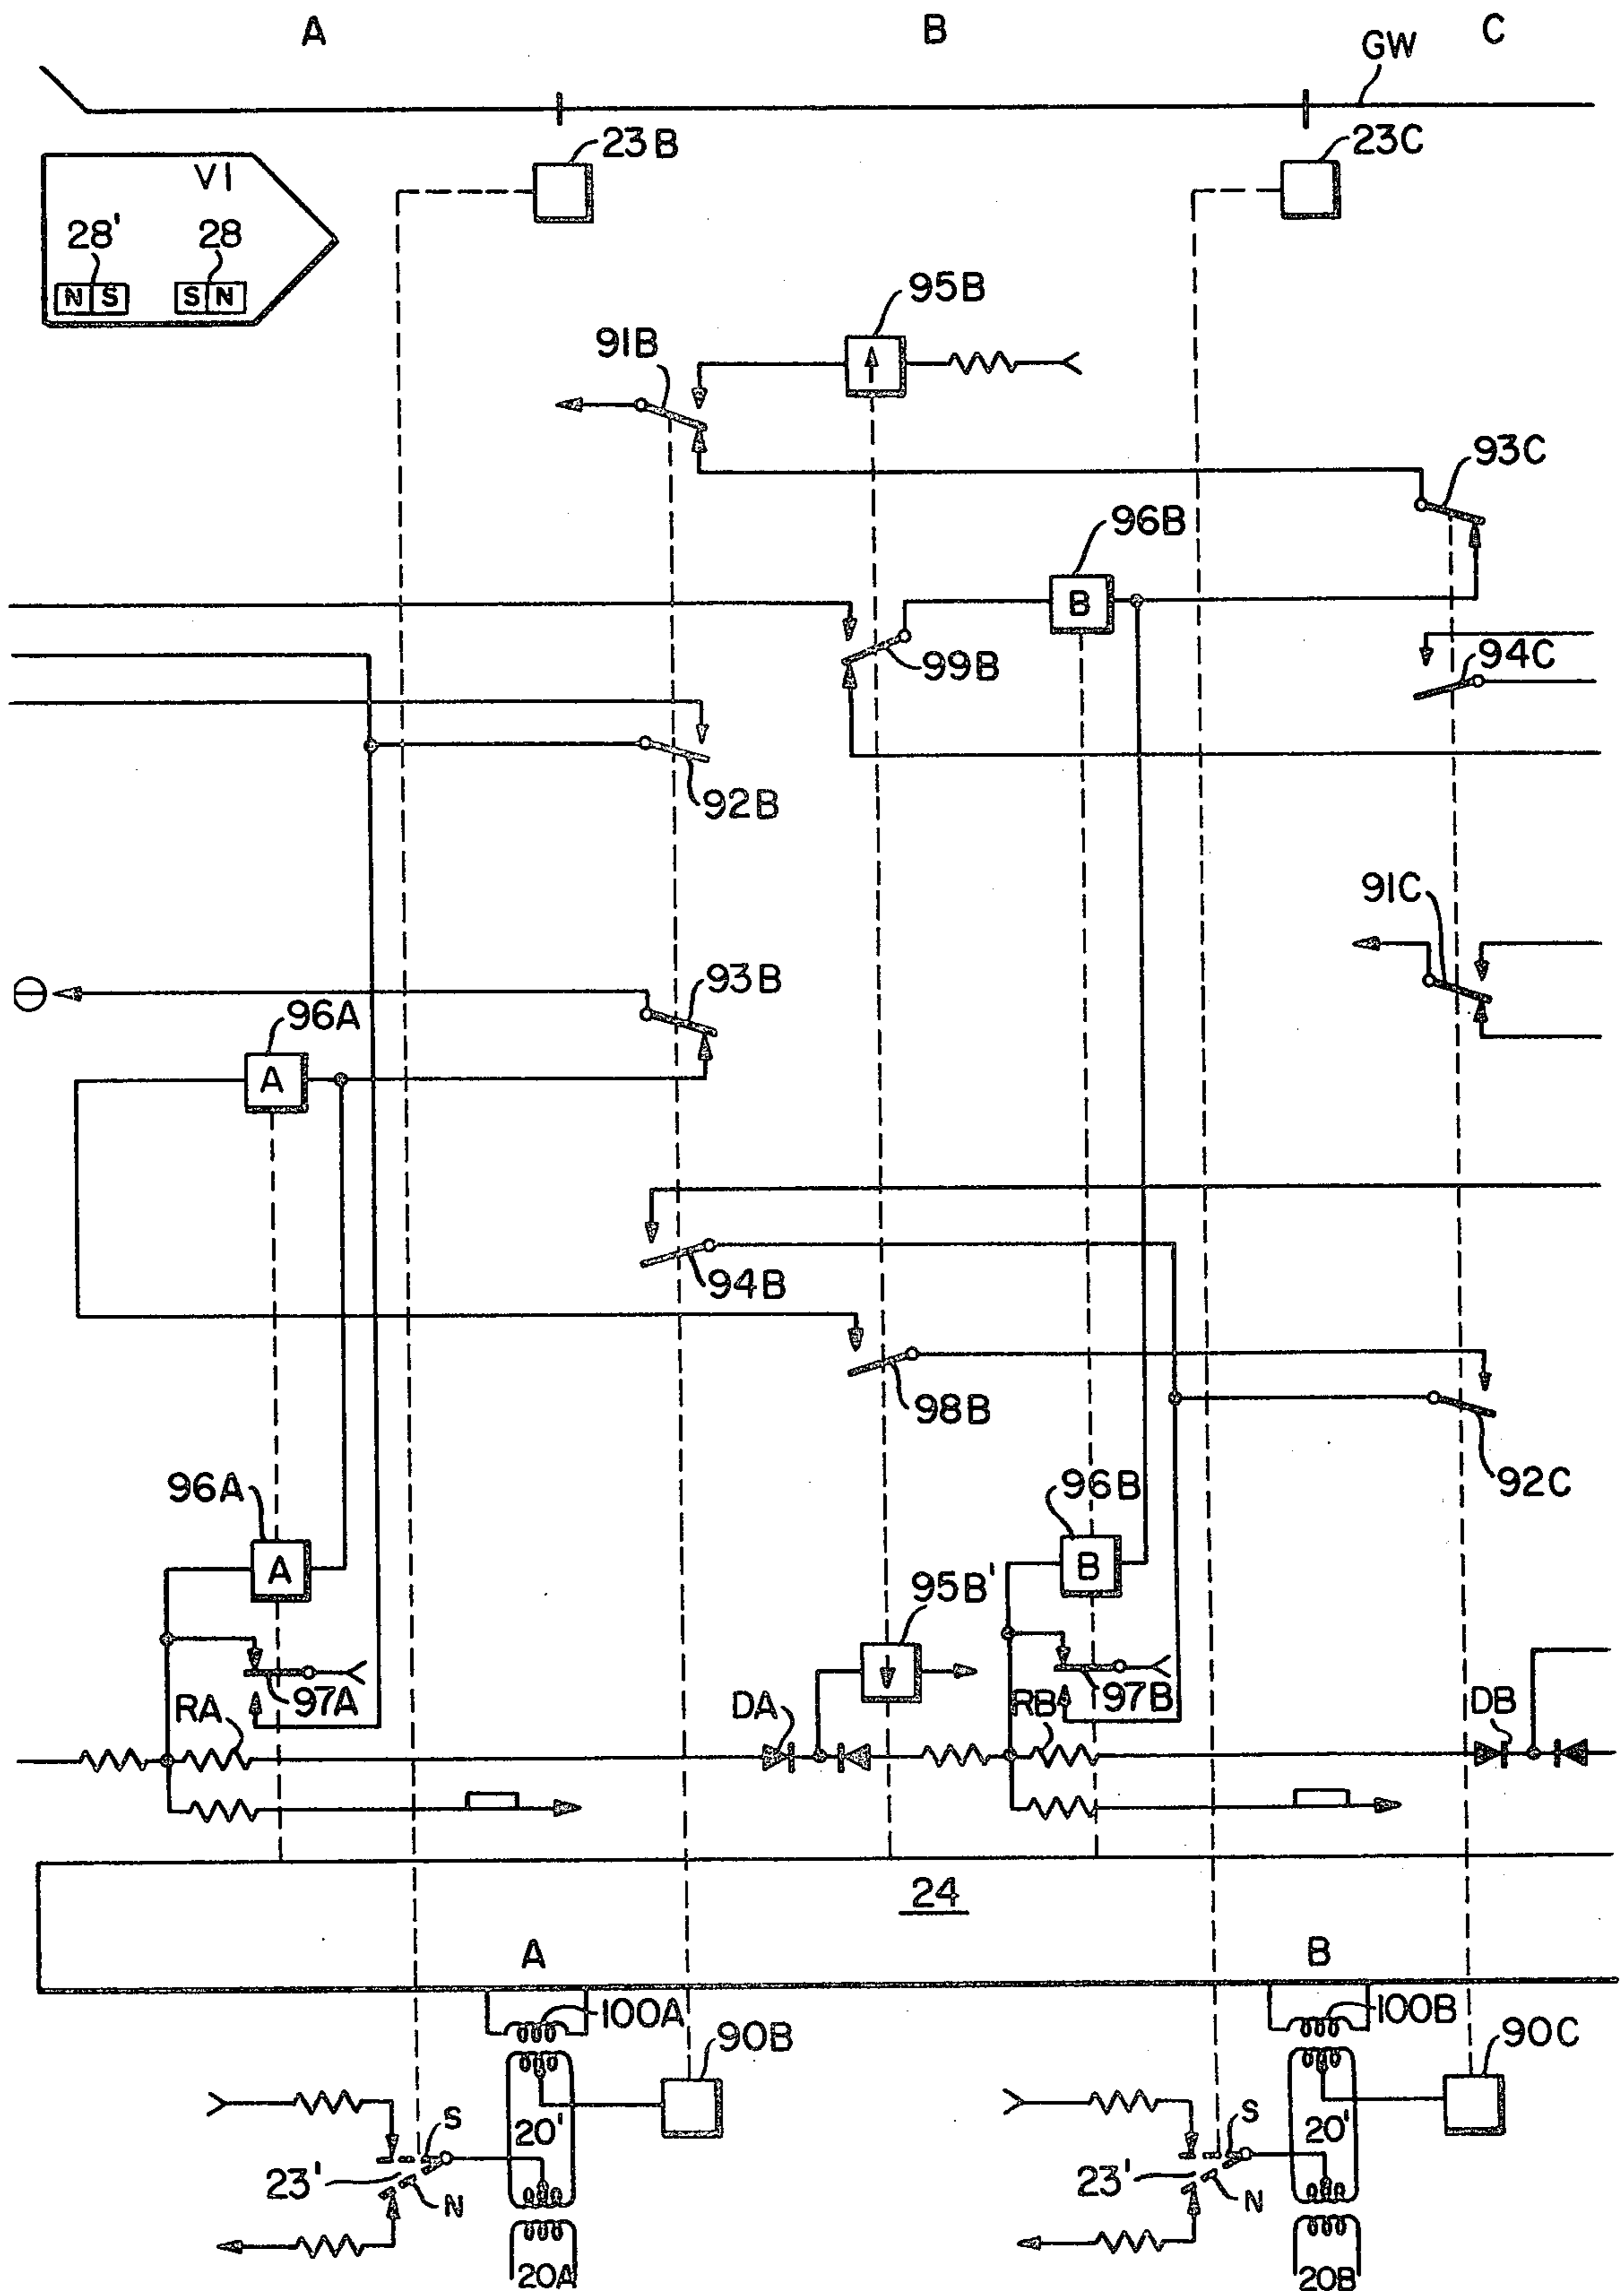 A B C
GW
23B 23C
V1
28' 28
N S S N
95B
91B
93C
96B
B
99B
94C
92B
91C
93B
96A
A
94B
98B
92C
96A 96B
A B
95B'
97A 97B
RA DA RB DB
24
A B
100A 100B
90B 90C
S 20' S 20'
23' N 23' N
20A 20B